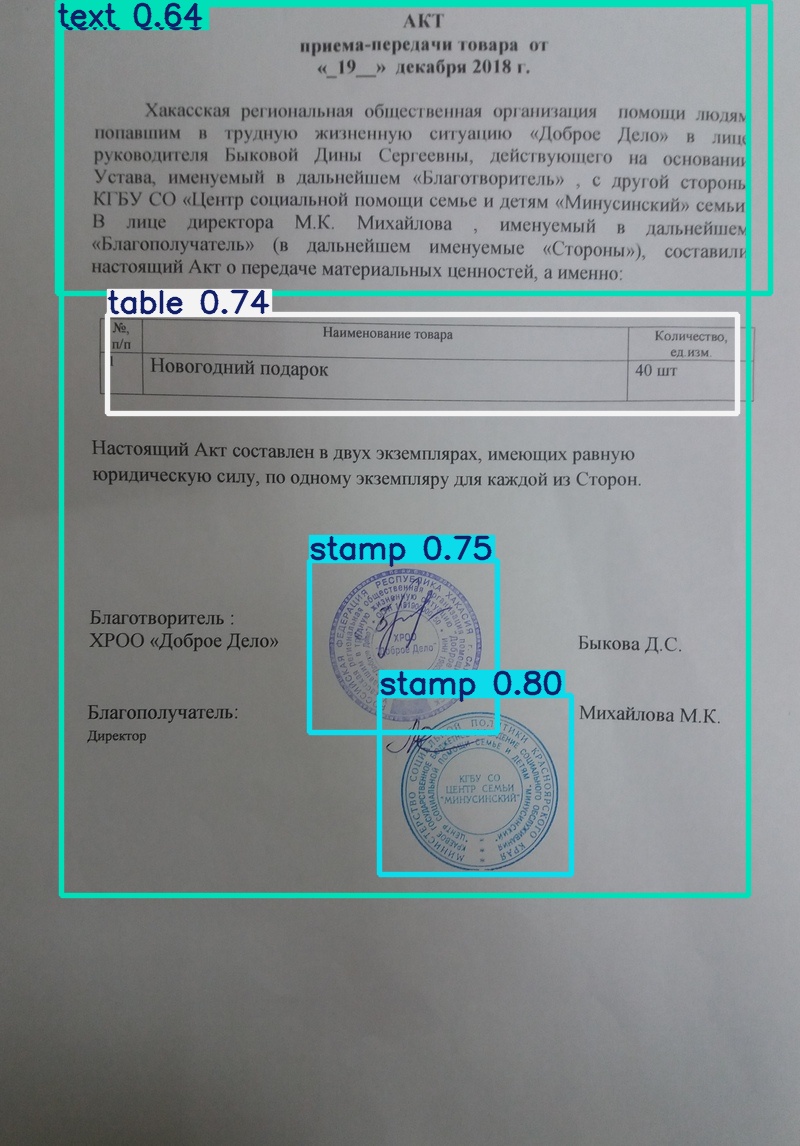 text 0.64
АКТ
приема-передачи товара от
«_19__» декабря 2018 г.
Хакасская региональная общественная организация помощи людям
попавшим в трудную жизненную ситуацию «Доброе Дело» в лице
руководителя Быковой Дины Сергеевны, действующего на основании
Устава, именуемый в дальнейшем «Благотворитель» , с другой стороны
КГБУ СО «Центр социальной помощи семье и детям «Минусинский» семьи
В лице директора М.К. Михайлова , именуемый в дальнейшем
«Благополучатель» (в дальнейшем именуемые «Стороны»), составили
настоящий Акт о передаче материальных ценностей, а именно:
table 0.74
№, п/п Наименование товара Количество, ед.изм.
1 Новогодний подарок 40 шт
Настоящий Акт составлен в двух экземплярах, имеющих равную
юридическую силу, по одному экземпляру для каждой из Сторон.
stamp 0.75
Благотворитель :
ХРОО «Доброе Дело»
ХРОО
"Доброе Дело"
Быкова Д.С.
stamp 0.80
Благополучатель:
Директор
Михайлова М.К.
МИНИСТЕРСТВО СОЦИАЛЬНОЙ ПОЛИТИКИ КРАСНОЯРСКОГО КРАЯ
КГБУ СО
ЦЕНТР СЕМЬИ
"МИНУСИНСКИЙ"